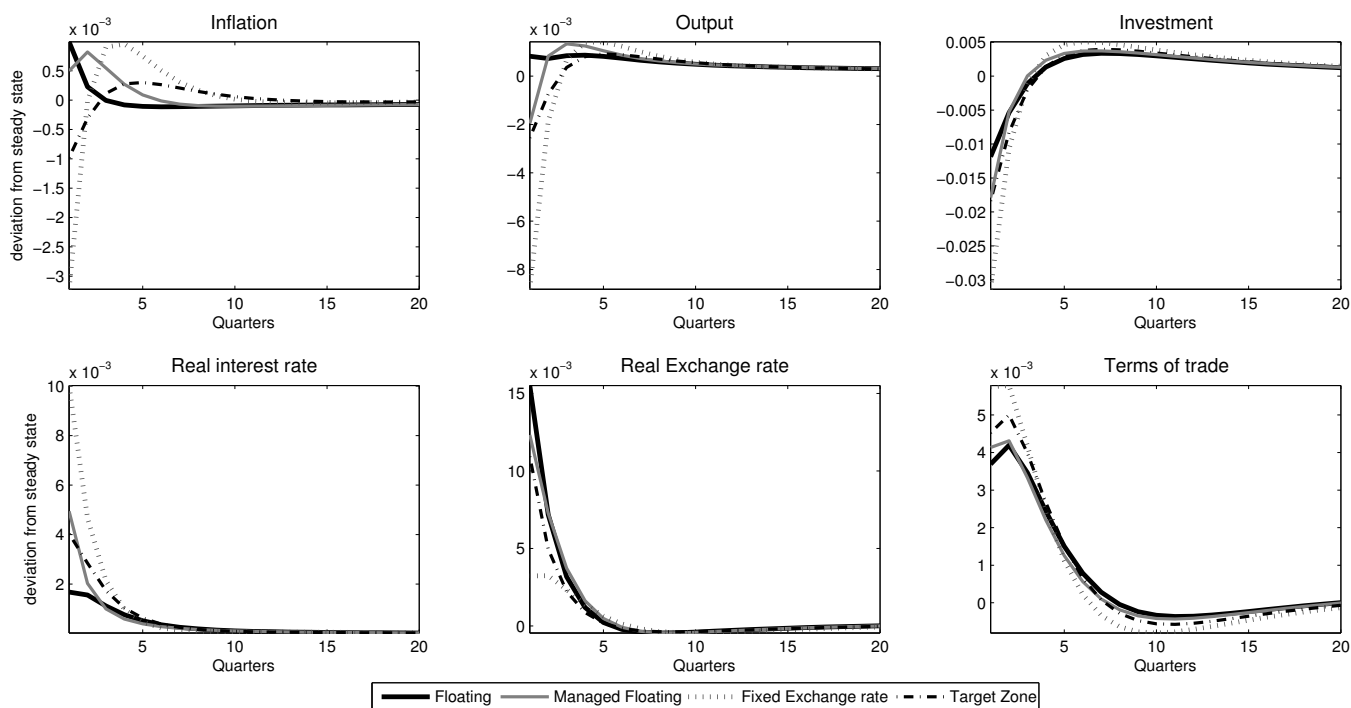 Inflation
x 10⁻³
0.5
0
−0.5
−1
−1.5
−2
−2.5
−3
5
10
15
20
Quarters
deviation from steady state
Output
x 10⁻³
0
−2
−4
−6
−8
5
10
15
20
Quarters
Investment
0.005
0
−0.005
−0.01
−0.015
−0.02
−0.025
−0.03
5
10
15
20
Quarters
Real interest rate
x 10⁻³
10
8
6
4
2
5
10
15
20
Quarters
deviation from steady state
Real Exchange rate
x 10⁻³
15
10
5
0
5
10
15
20
Quarters
Terms of trade
x 10⁻³
5
4
3
2
1
0
5
10
15
20
Quarters
Floating
Managed Floating
Fixed Exchange rate
Target Zone